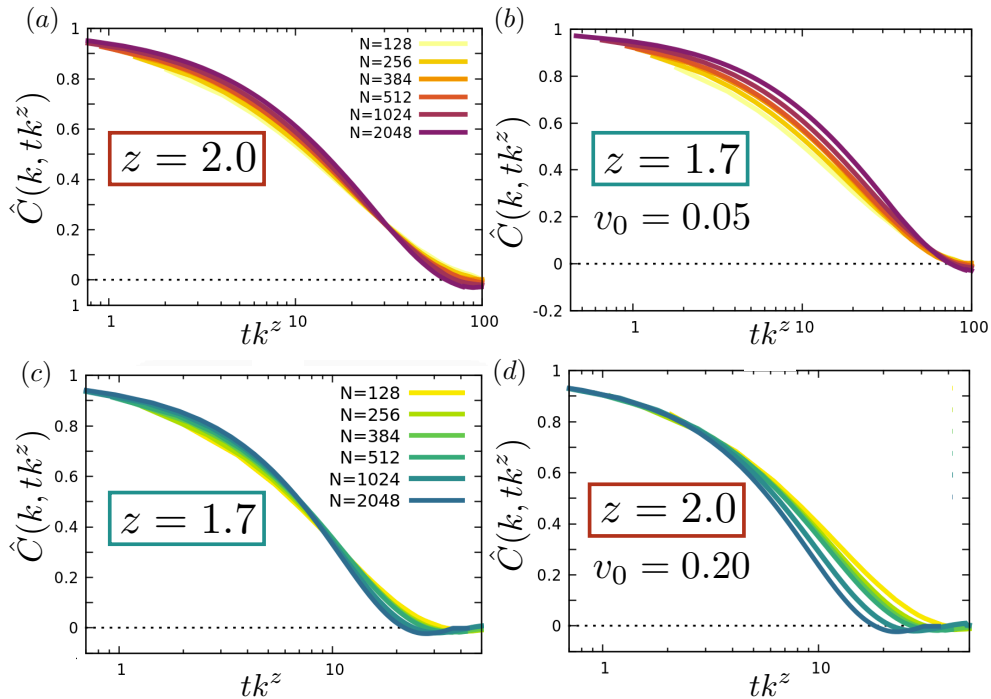 (a)
1
0.8
0.6
0.4
0.2
0
1
Ĉ(k, tk^z)
N=128
N=256
N=384
N=512
N=1024
N=2048
z = 2.0
1
10
100
tk^z
(b)
1
0.8
0.6
0.4
0.2
0
-0.2
Ĉ(k, tk^z)
z = 1.7
v_0 = 0.05
1
10
100
tk^z
(c)
1
0.8
0.6
0.4
0.2
0
Ĉ(k, tk^z)
N=128
N=256
N=384
N=512
N=1024
N=2048
z = 1.7
1
10
tk^z
(d)
1
0.8
0.6
0.4
0.2
0
Ĉ(k, tk^z)
z = 2.0
v_0 = 0.20
1
10
tk^z